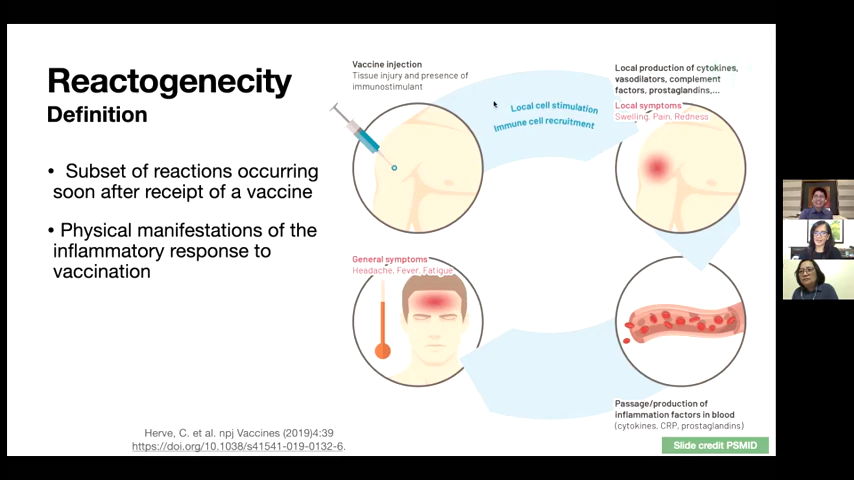 Reactogenecity
Definition
• Subset of reactions occurring
soon after receipt of a vaccine
• Physical manifestations of the
inflammatory response to
vaccination
Vaccine injection
Tissue injury and presence of
immunostimulant
Local cell stimulation
Immune cell recruitment
Local production of cytokines,
vasodilators, complement
factors, prostaglandins,...
Local symptoms
Swelling, Pain, Redness
General symptoms
Headache, Fever, Fatigue
Passage/production of
inflammation factors in blood
(cytokines, CRP, prostaglandins)
Herve, C. et al. npj Vaccines (2019)4:39
https://doi.org/10.1038/s41541-019-0132-6.
Slide credit PSMID